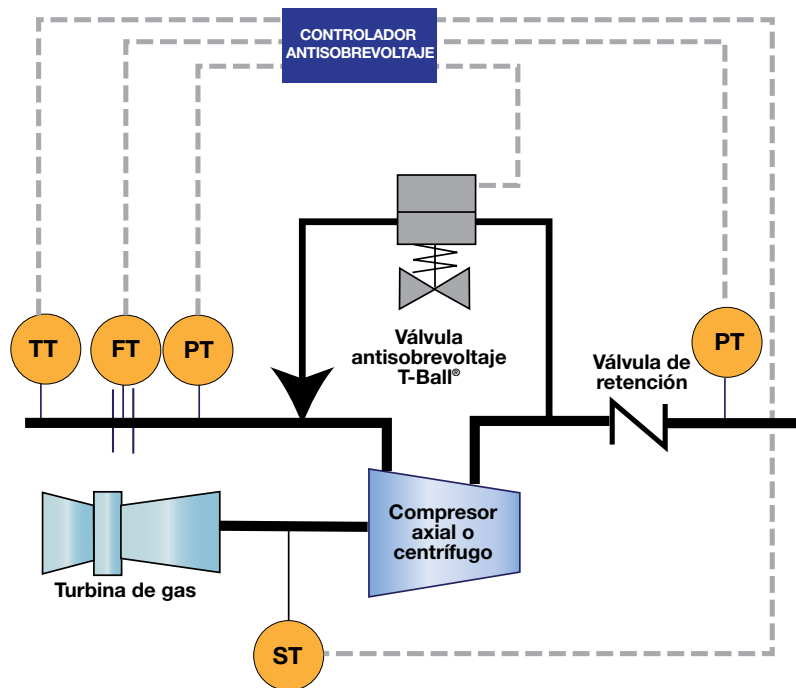 CONTROLADOR
ANTISOBREVOLTAJE
TT
FT
PT
Válvula
antisobrevoltaje
T-Ball®
Válvula de
retención
PT
Compresor
axial o
centrífugo
Turbina de gas
ST